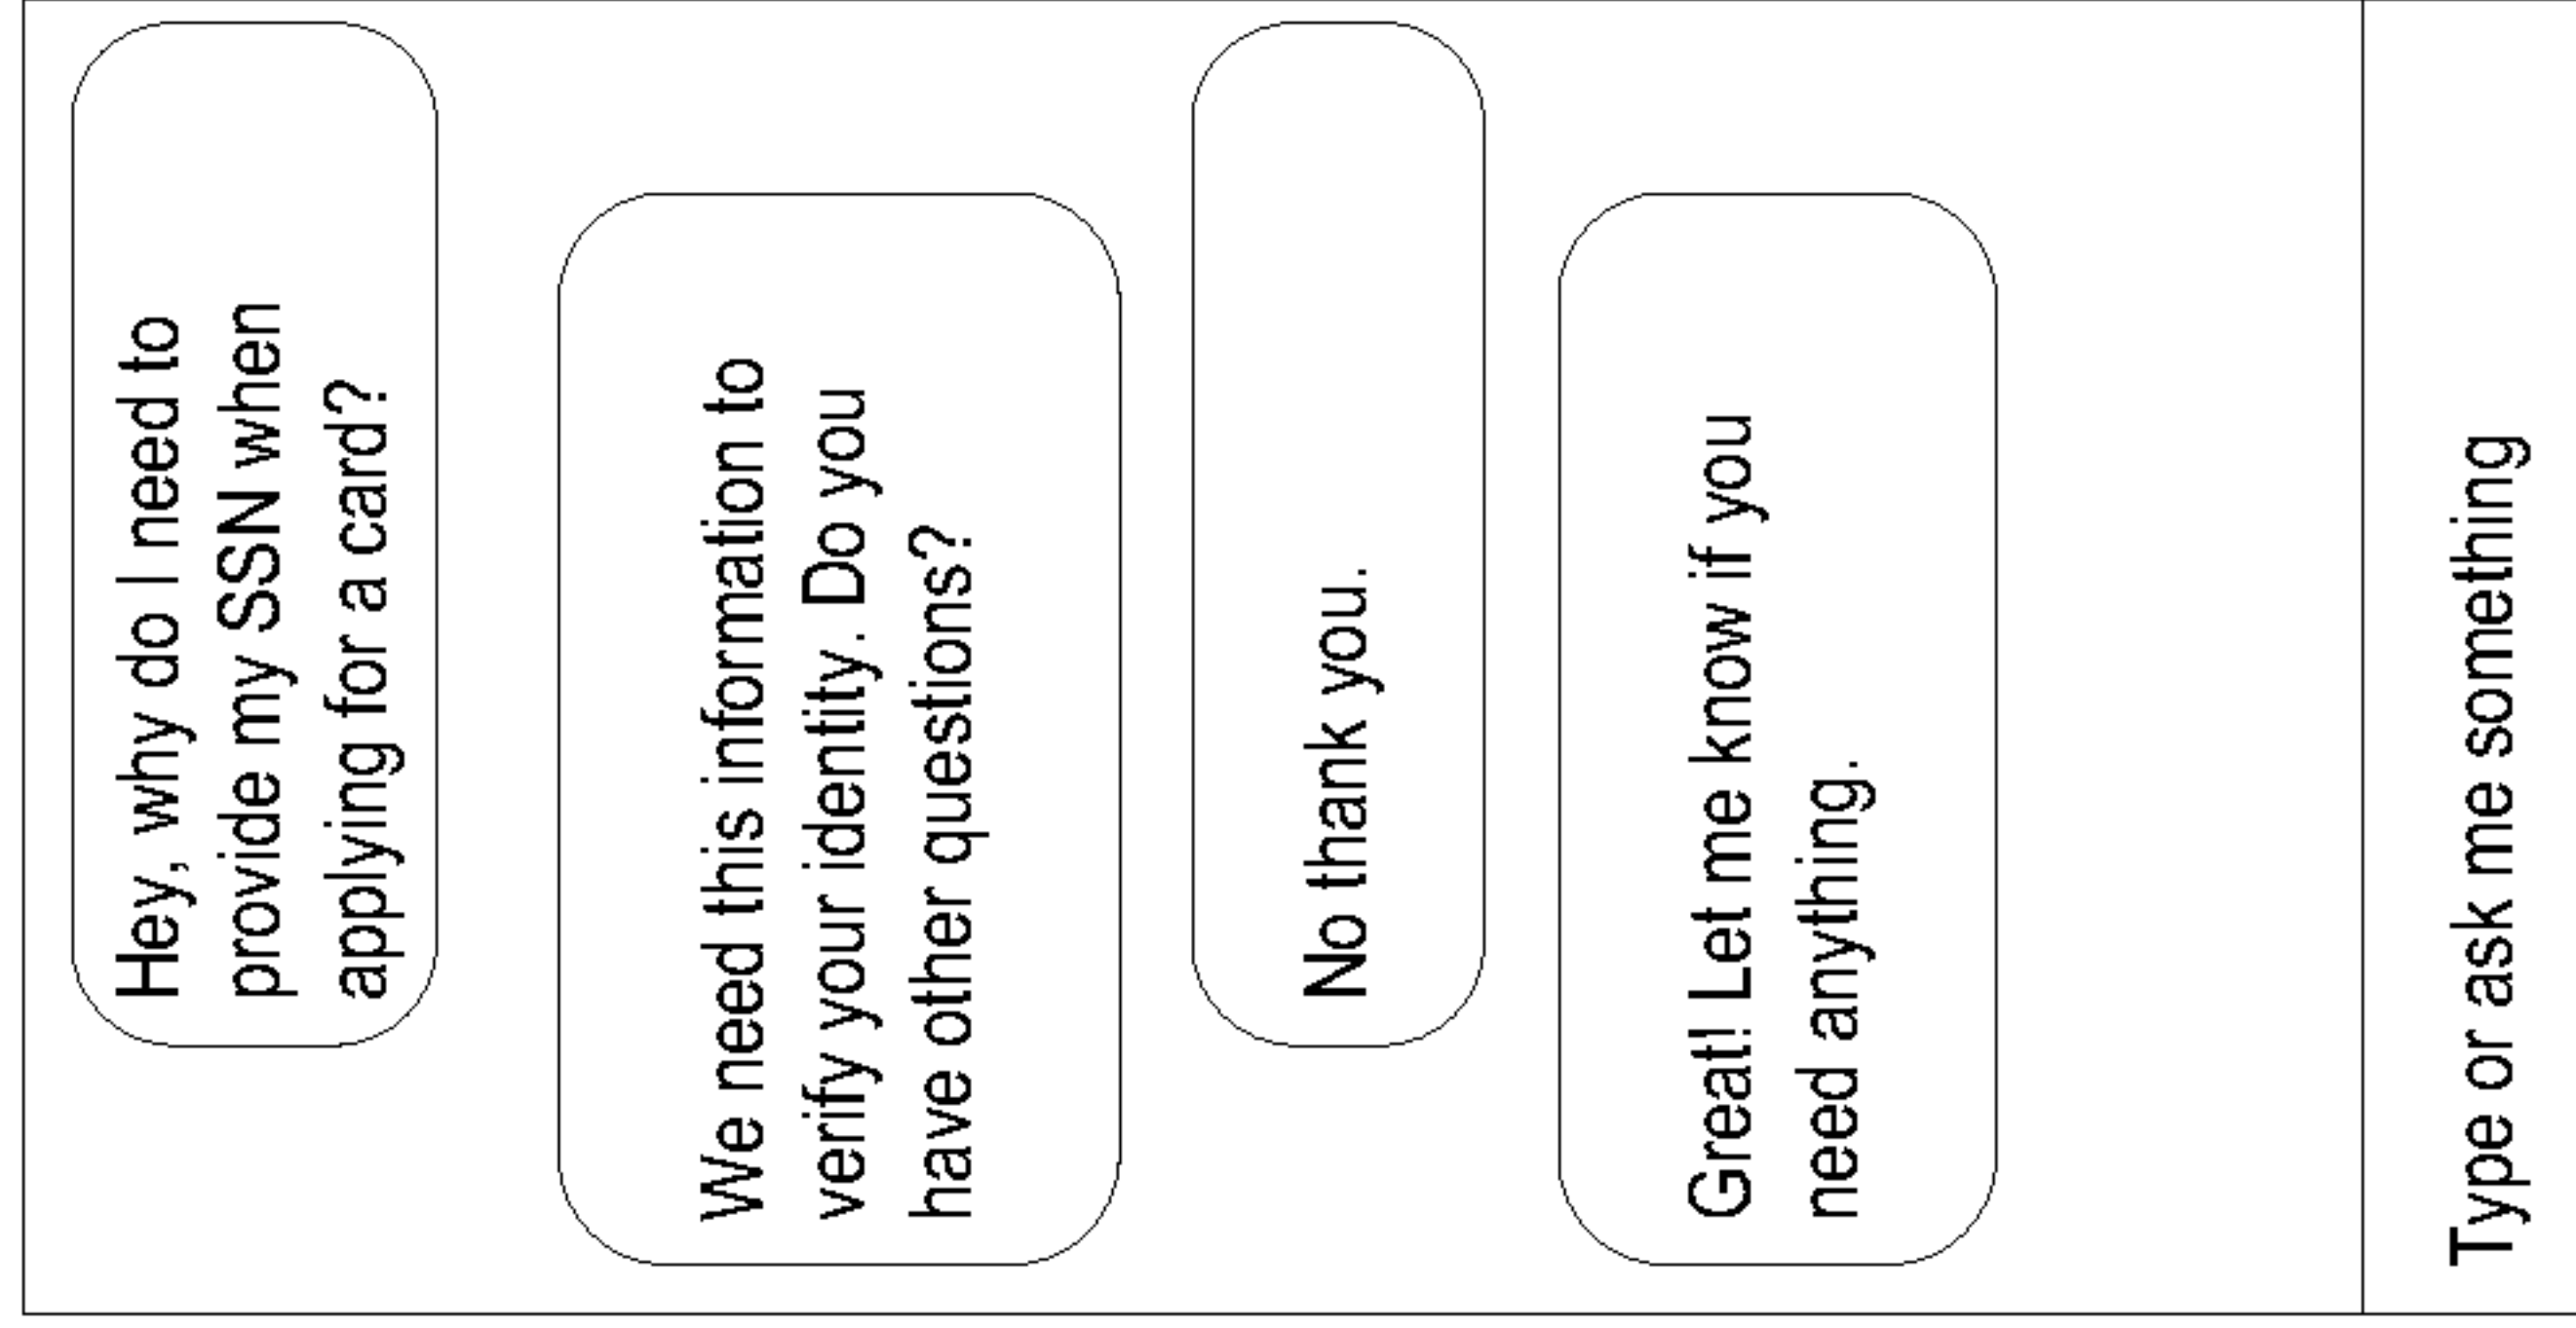 Hey, why do I need to
provide my SSN when
applying for a card?
We need this information to
verify your identity. Do you
have other questions?
No thank you.
Great! Let me know if you
need anything.
Type or ask me something